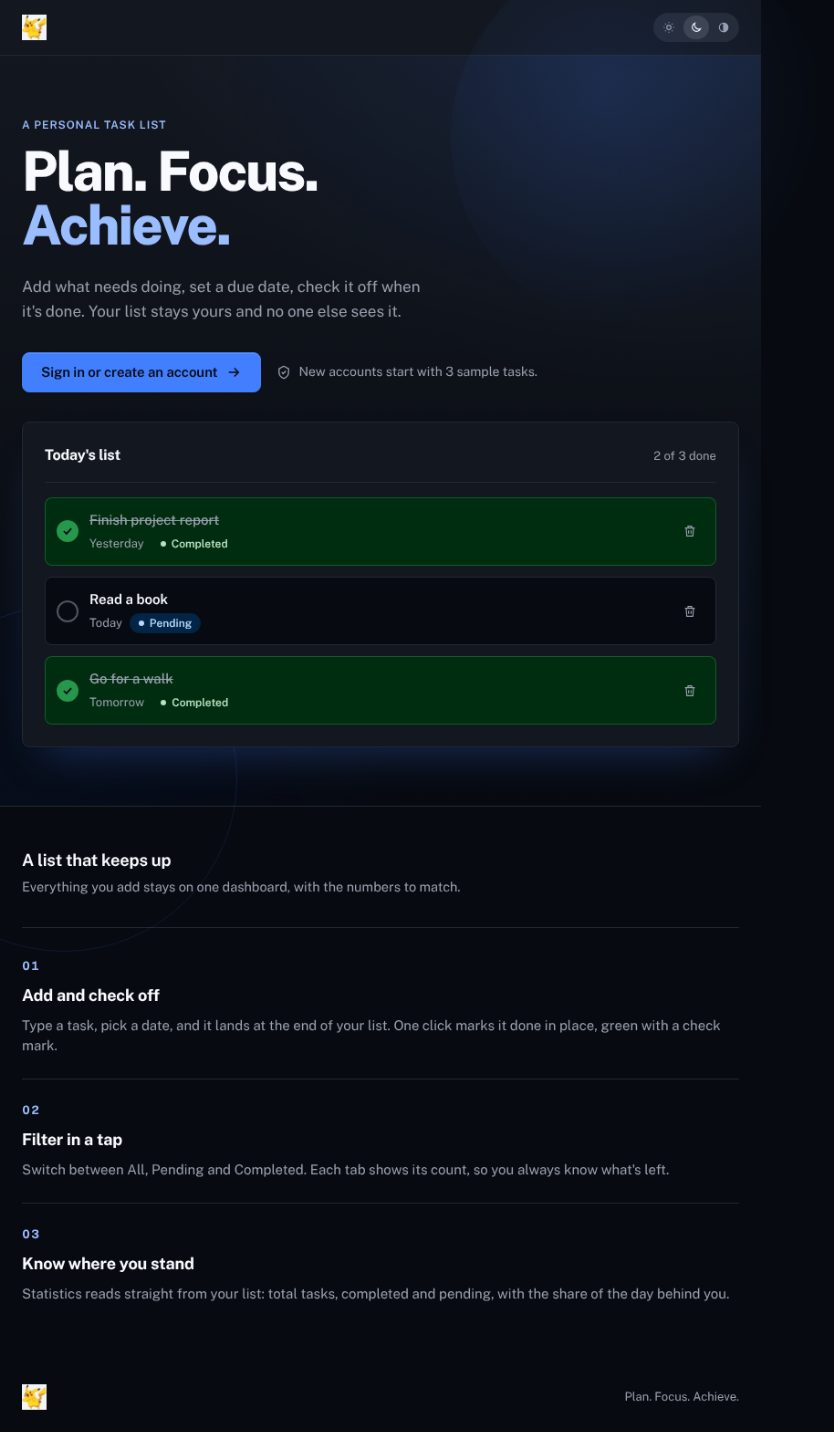 A PERSONAL TASK LIST
Plan. Focus.
Achieve.
Add what needs doing, set a due date, check it off when
it's done. Your list stays yours and no one else sees it.
Sign in or create an account
New accounts start with 3 sample tasks.
Today's list
2 of 3 done
Finish project report
Yesterday
Completed
Read a book
Today
Pending
Go for a walk
Tomorrow
Completed
A list that keeps up
Everything you add stays on one dashboard, with the numbers to match.
01
Add and check off
Type a task, pick a date, and it lands at the end of your list. One click marks it done in place, green with a check
mark.
02
Filter in a tap
Switch between All, Pending and Completed. Each tab shows its count, so you always know what's left.
03
Know where you stand
Statistics reads straight from your list: total tasks, completed and pending, with the share of the day behind you.
Plan. Focus. Achieve.